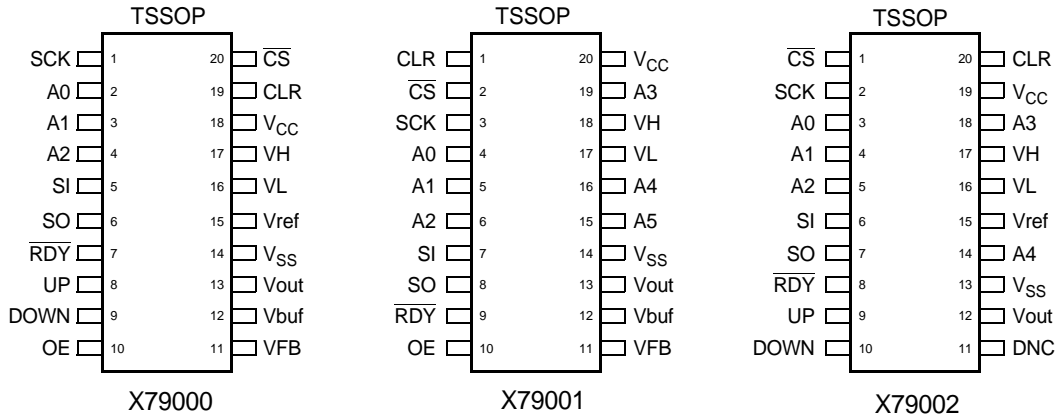 TSSOP TSSOP TSSOP
SCK 1 20 CS CLR 1 20 VCC CS 1 20 CLR
A0 2 19 CLR CS 2 19 A3 SCK 2 19 VCC
A1 3 18 VCC SCK 3 18 VH A0 3 18 A3
A2 4 17 VH A0 4 17 VL A1 4 17 VH
SI 5 16 VL A1 5 16 A4 A2 5 16 VL
SO 6 15 Vref A2 6 15 A5 SI 6 15 Vref
RDY 7 14 VSS SI 7 14 VSS SO 7 14 A4
UP 8 13 Vout SO 8 13 Vout RDY 8 13 VSS
DOWN 9 12 Vbuf RDY 9 12 Vbuf UP 9 12 Vout
OE 10 11 VFB OE 10 11 VFB DOWN 10 11 DNC
X79000 X79001 X79002